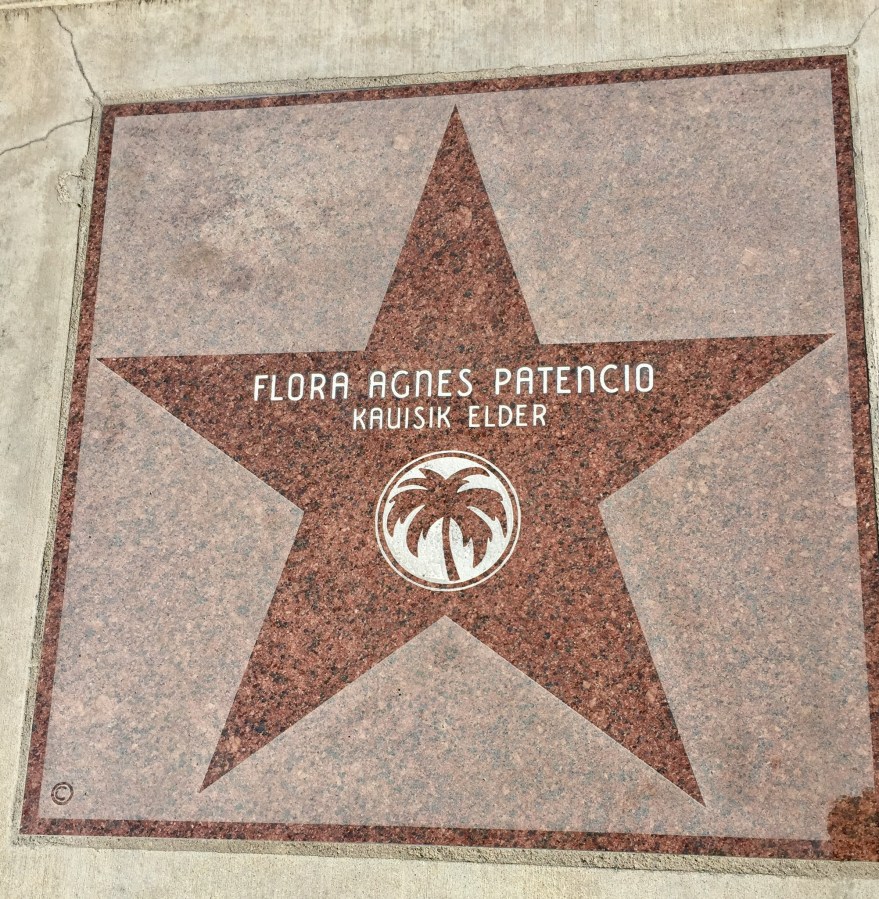 FLORA AGNES PATENCIO
KAUISIK ELDER
©